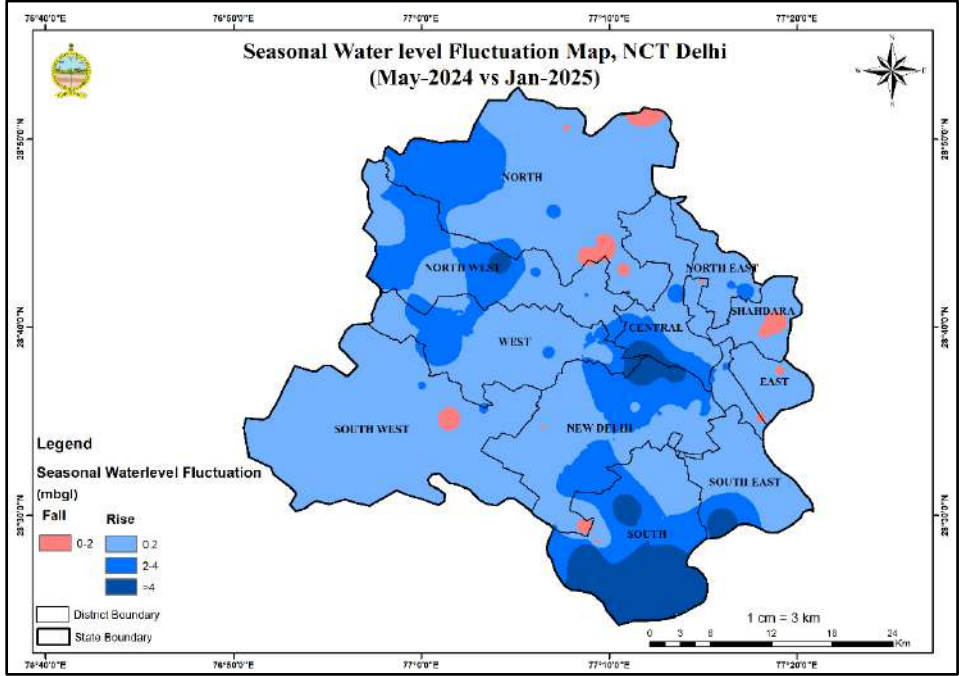 76°40'0"E 76°50'0"E 77°0'0"E 77°10'0"E 77°20'0"E
Seasonal Water level Fluctuation Map, NCT Delhi
(May-2024 vs Jan-2025)
N
W E
S
28°50'0"N 28°50'0"N
NORTH
NORTH WEST NORTH EAST
SHAHDARA
28°40'0"N 28°40'0"N
CENTRAL
WEST
EAST
SOUTH WEST NEW DELHI
SOUTH EAST
28°30'0"N 28°30'0"N
SOUTH
Legend
Seasonal Waterlevel Fluctuation
(mbgl)
Fall Rise
0-2 0.2
2-4
>4
District Boundary
State Boundary
1 cm = 3 km
0 3 6 12 18 24
Km
76°40'0"E 76°50'0"E 77°0'0"E 77°10'0"E 77°20'0"E